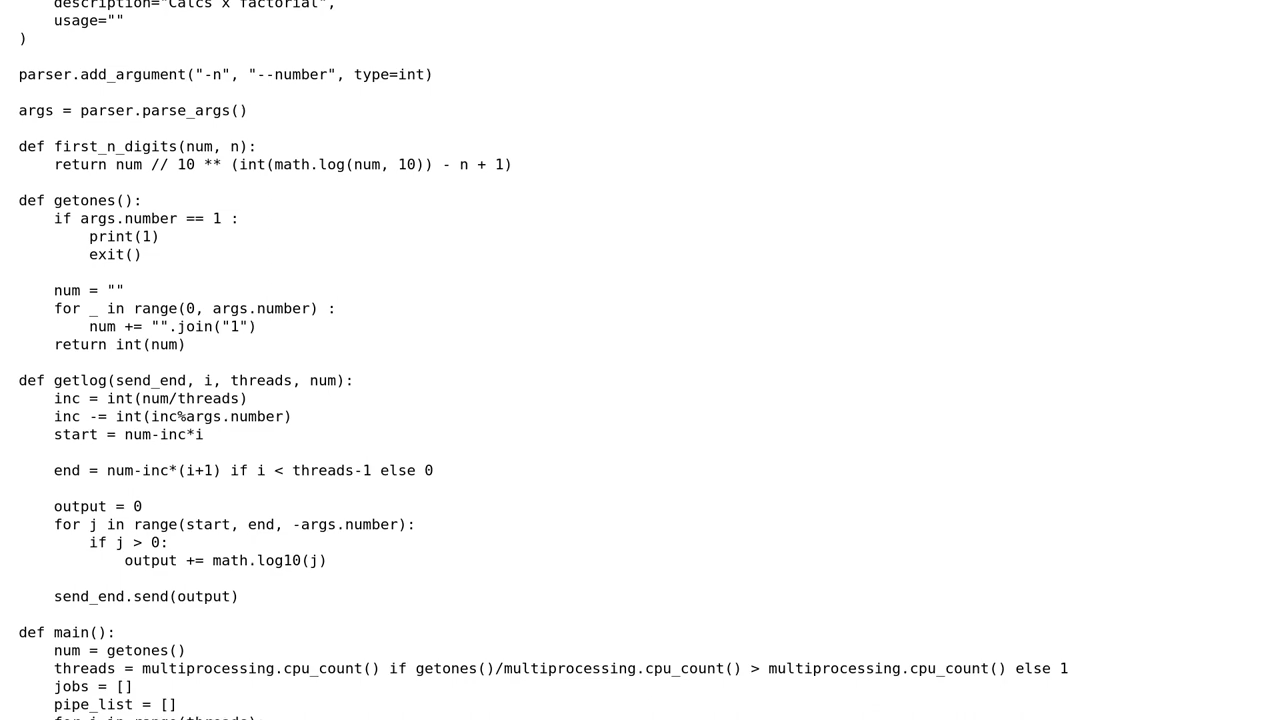 description="Calcs x factorial",
    usage=""
)

parser.add_argument("-n", "--number", type=int)

args = parser.parse_args()

def first_n_digits(num, n):
    return num // 10 ** (int(math.log(num, 10)) - n + 1)

def getones():
    if args.number == 1 :
        print(1)
        exit()

    num = ""
    for _ in range(0, args.number) :
        num += "".join("1")
    return int(num)

def getlog(send_end, i, threads, num):
    inc = int(num/threads)
    inc -= int(inc%args.number)
    start = num-inc*i

    end = num-inc*(i+1) if i < threads-1 else 0

    output = 0
    for j in range(start, end, -args.number):
        if j > 0:
            output += math.log10(j)

    send_end.send(output)

def main():
    num = getones()
    threads = multiprocessing.cpu_count() if getones()/multiprocessing.cpu_count() > multiprocessing.cpu_count() else 1
    jobs = []
    pipe_list = []
    for i in range(threads):